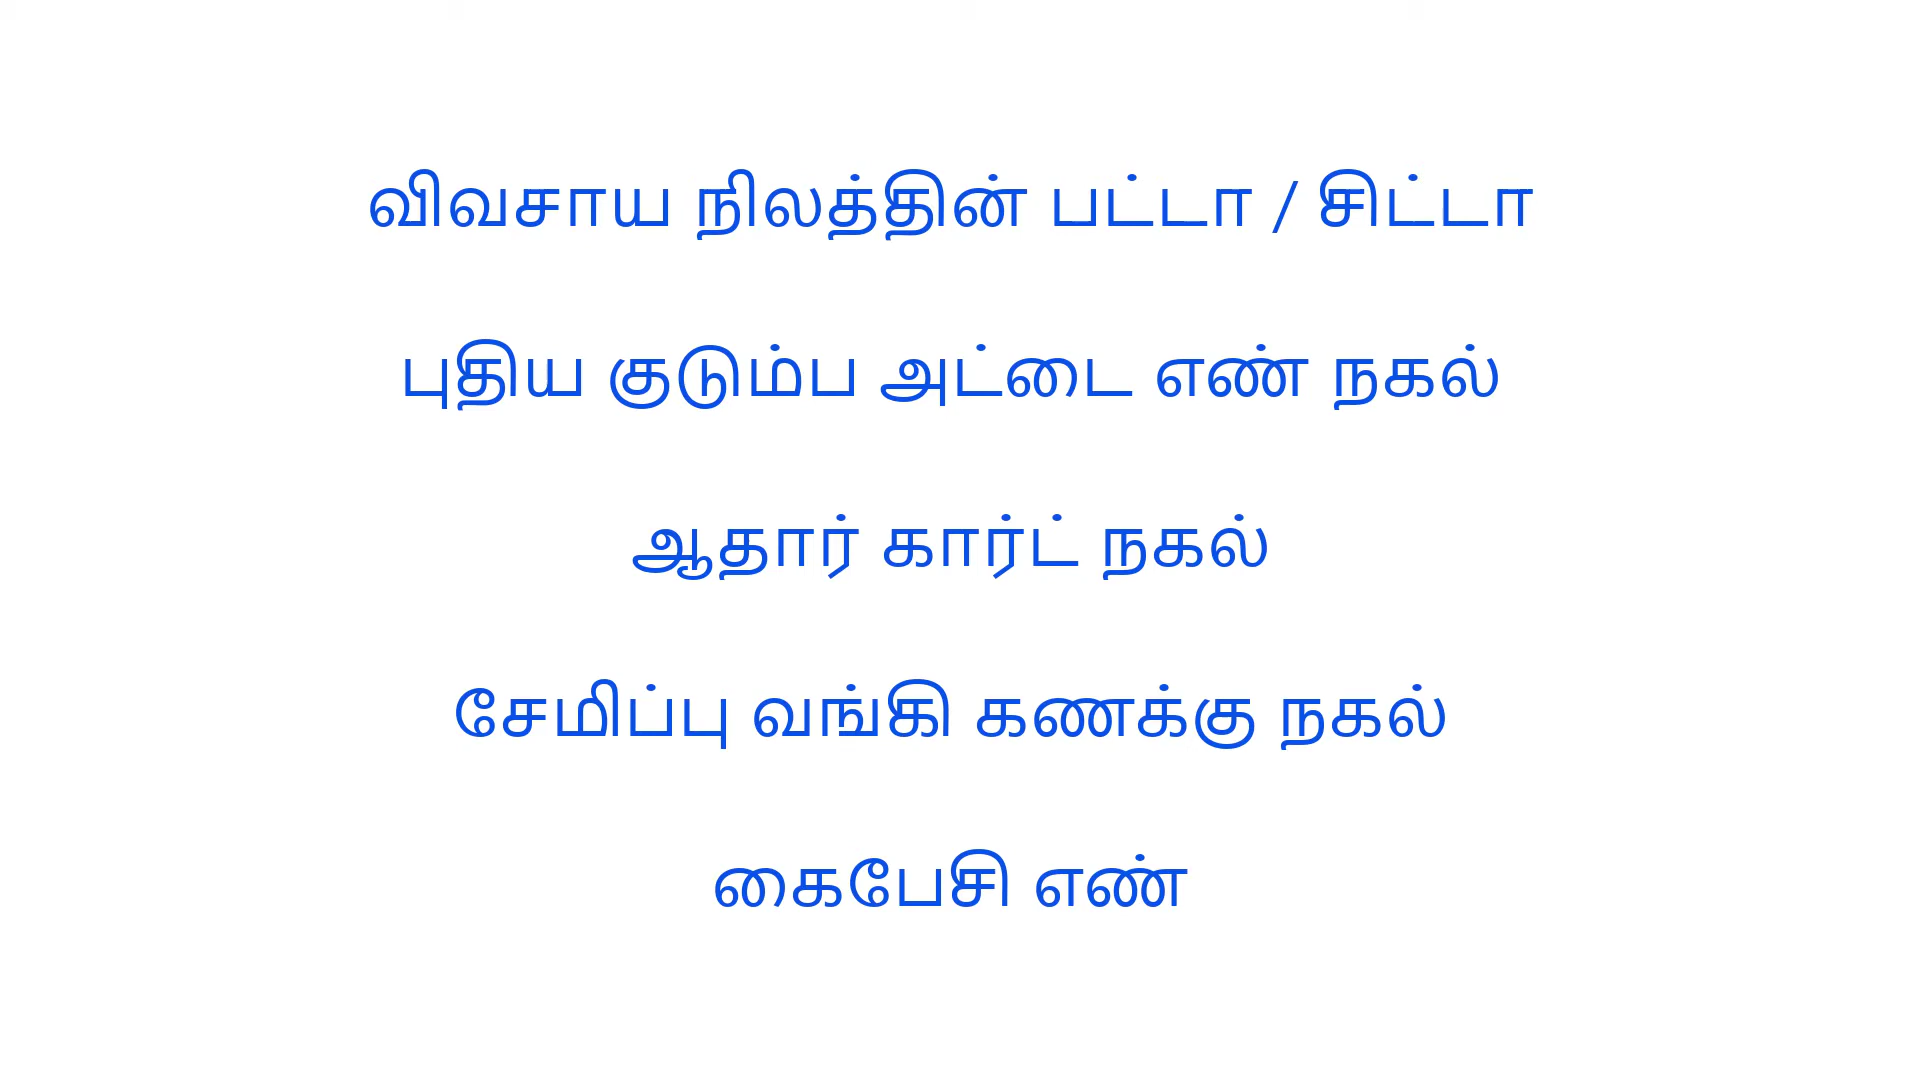 விவசாய நிலத்தின் பட்டா / சிட்டா
புதிய குடும்ப அட்டை எண் நகல்
ஆதார் கார்ட் நகல்
சேமிப்பு வங்கி கணக்கு நகல்
கைபேசி எண்